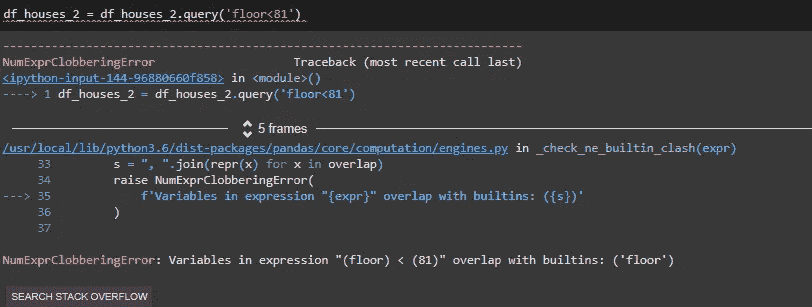 df_houses_2 = df_houses_2.query('floor<81')
---------------------------------------------------------------------------
NumExprClobberingError Traceback (most recent call last)
<ipython-input-144-96880660f858> in <module>()
----> 1 df_houses_2 = df_houses_2.query('floor<81')
5 frames
/usr/local/lib/python3.6/dist-packages/pandas/core/computation/engines.py in _check_ne_builtin_clash(expr)
33 s = ", ".join(repr(x) for x in overlap)
34 raise NumExprClobberingError(
---> 35 f'Variables in expression "{expr}" overlap with builtins: ({s})'
36 )
37
NumExprClobberingError: Variables in expression "(floor) < (81)" overlap with builtins: ('floor')
SEARCH STACK OVERFLOW